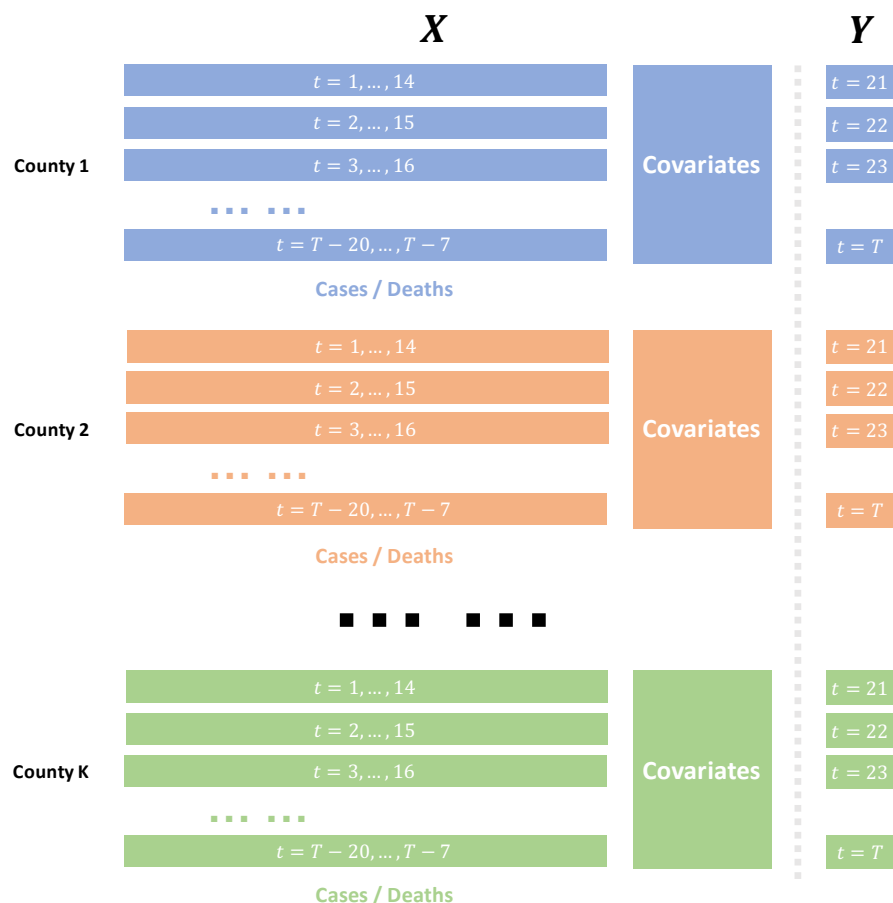 X Y
t = 1, ... , 14 t = 21
t = 2, ... , 15 t = 22
County 1 t = 3, ... , 16 Covariates t = 23
... ...
t = T − 20, ... , T − 7 t = T
Cases / Deaths
t = 1, ... , 14 t = 21
t = 2, ... , 15 t = 22
County 2 t = 3, ... , 16 Covariates t = 23
... ...
t = T − 20, ... , T − 7 t = T
Cases / Deaths
... ...
t = 1, ... , 14 t = 21
t = 2, ... , 15 t = 22
County K t = 3, ... , 16 Covariates t = 23
... ...
t = T − 20, ... , T − 7 t = T
Cases / Deaths